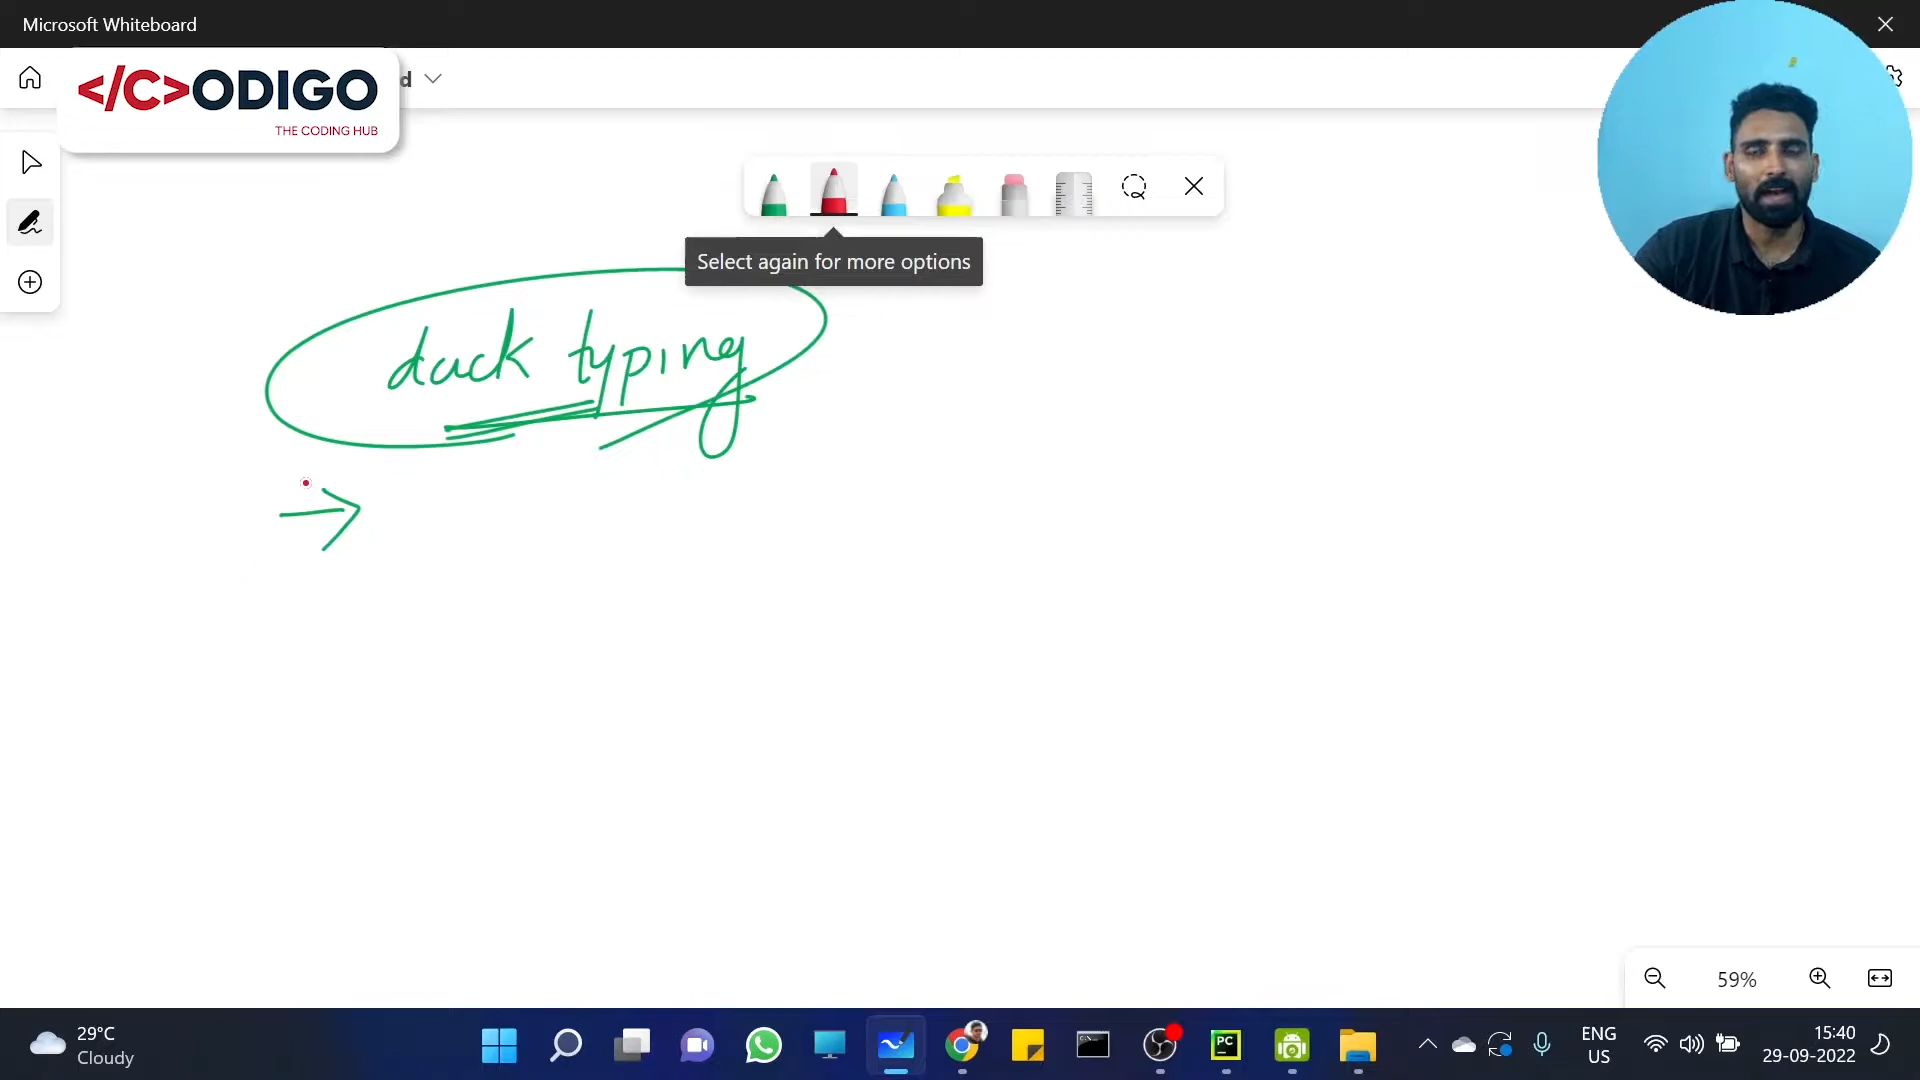 Microsoft Whiteboard
</C>ODIGO
THE CODING HUB
d
Select again for more options
duck typing
59%
29°C
Cloudy
PC
ENG
US
15:40
29-09-2022